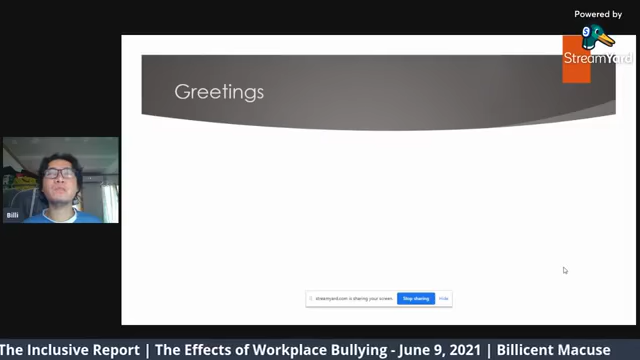 Powered by
StreamYard
Greetings
Billi
streamyard.com is sharing your screen.
Stop sharing
Hide
The Inclusive Report | The Effects of Workplace Bullying - June 9, 2021 | Billicent Macuse